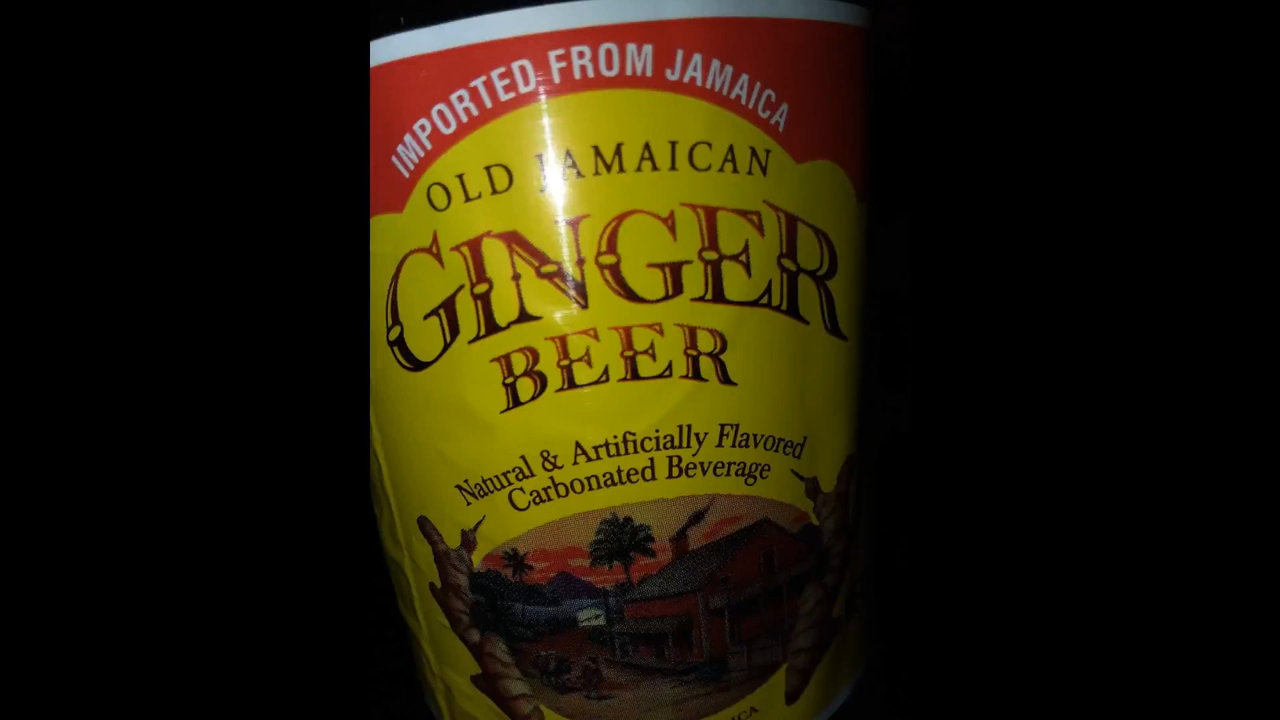 IMPORTED FROM JAMAICA
OLD JAMAICAN
GINGER
BEER
Natural & Artificially Flavored
Carbonated Beverage